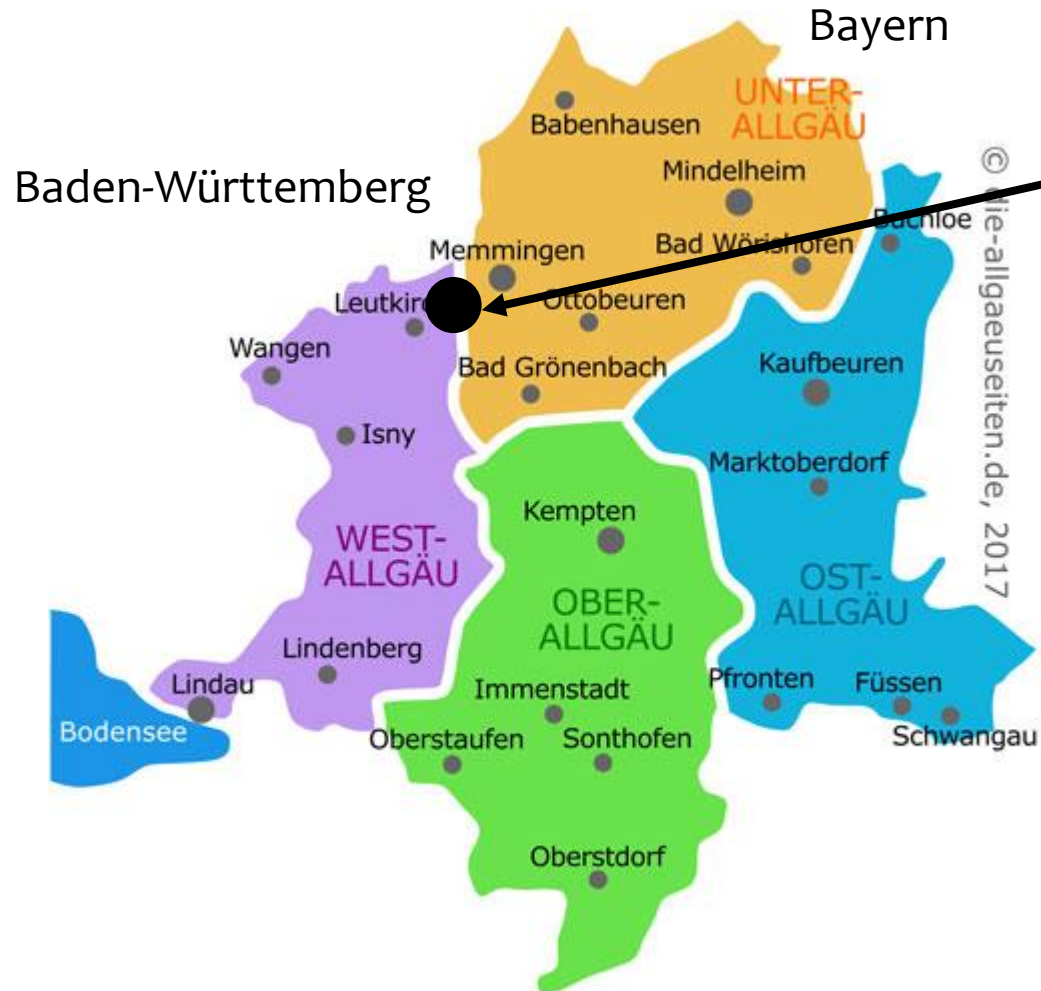 Bayern
UNTER-
ALLGÄU
Babenhausen
Mindelheim
Baden-Württemberg
Buchloe
Memmingen
Bad Wörishofen
Leutkirc
Ottobeuren
Wangen
Bad Grönenbach
Kaufbeuren
Isny
Marktoberdorf
Kempten
WEST-
ALLGÄU
OST-
ALLGÄU
OBER-
ALLGÄU
Lindenberg
Lindau
Immenstadt
Pfronten
Füssen
Bodensee
Oberstaufen
Sonthofen
Schwangau
Oberstdorf
© die-allgaeuseiten.de, 2017